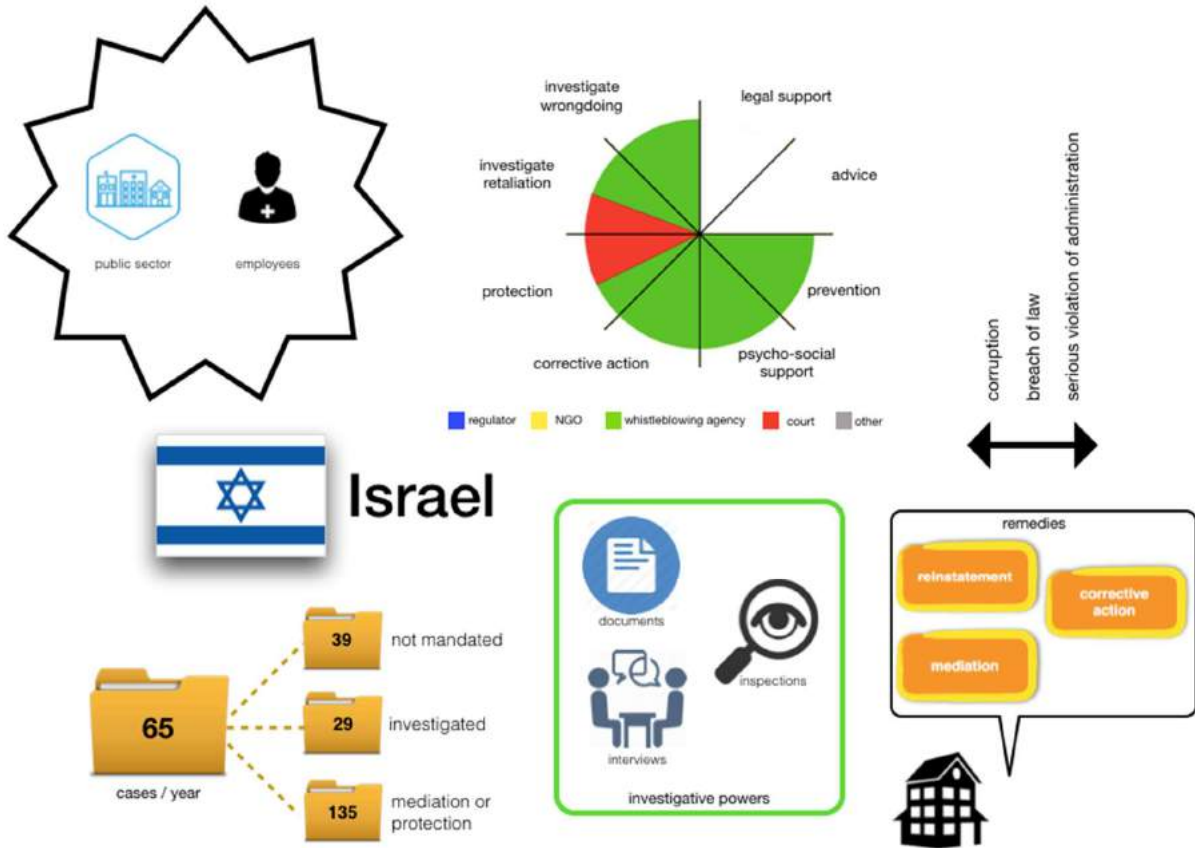 public sector
employees
investigate
wrongdoing
legal support
investigate
retaliation
advice
protection
prevention
corrective action
psycho-social
support
regulator
NGO
whistleblowing agency
court
other
corruption
breach of law
serious violation of administration
Israel
65
cases / year
39
not mandated
29
investigated
135
mediation or
protection
documents
inspections
interviews
investigative powers
remedies
reinstatement
corrective
action
mediation